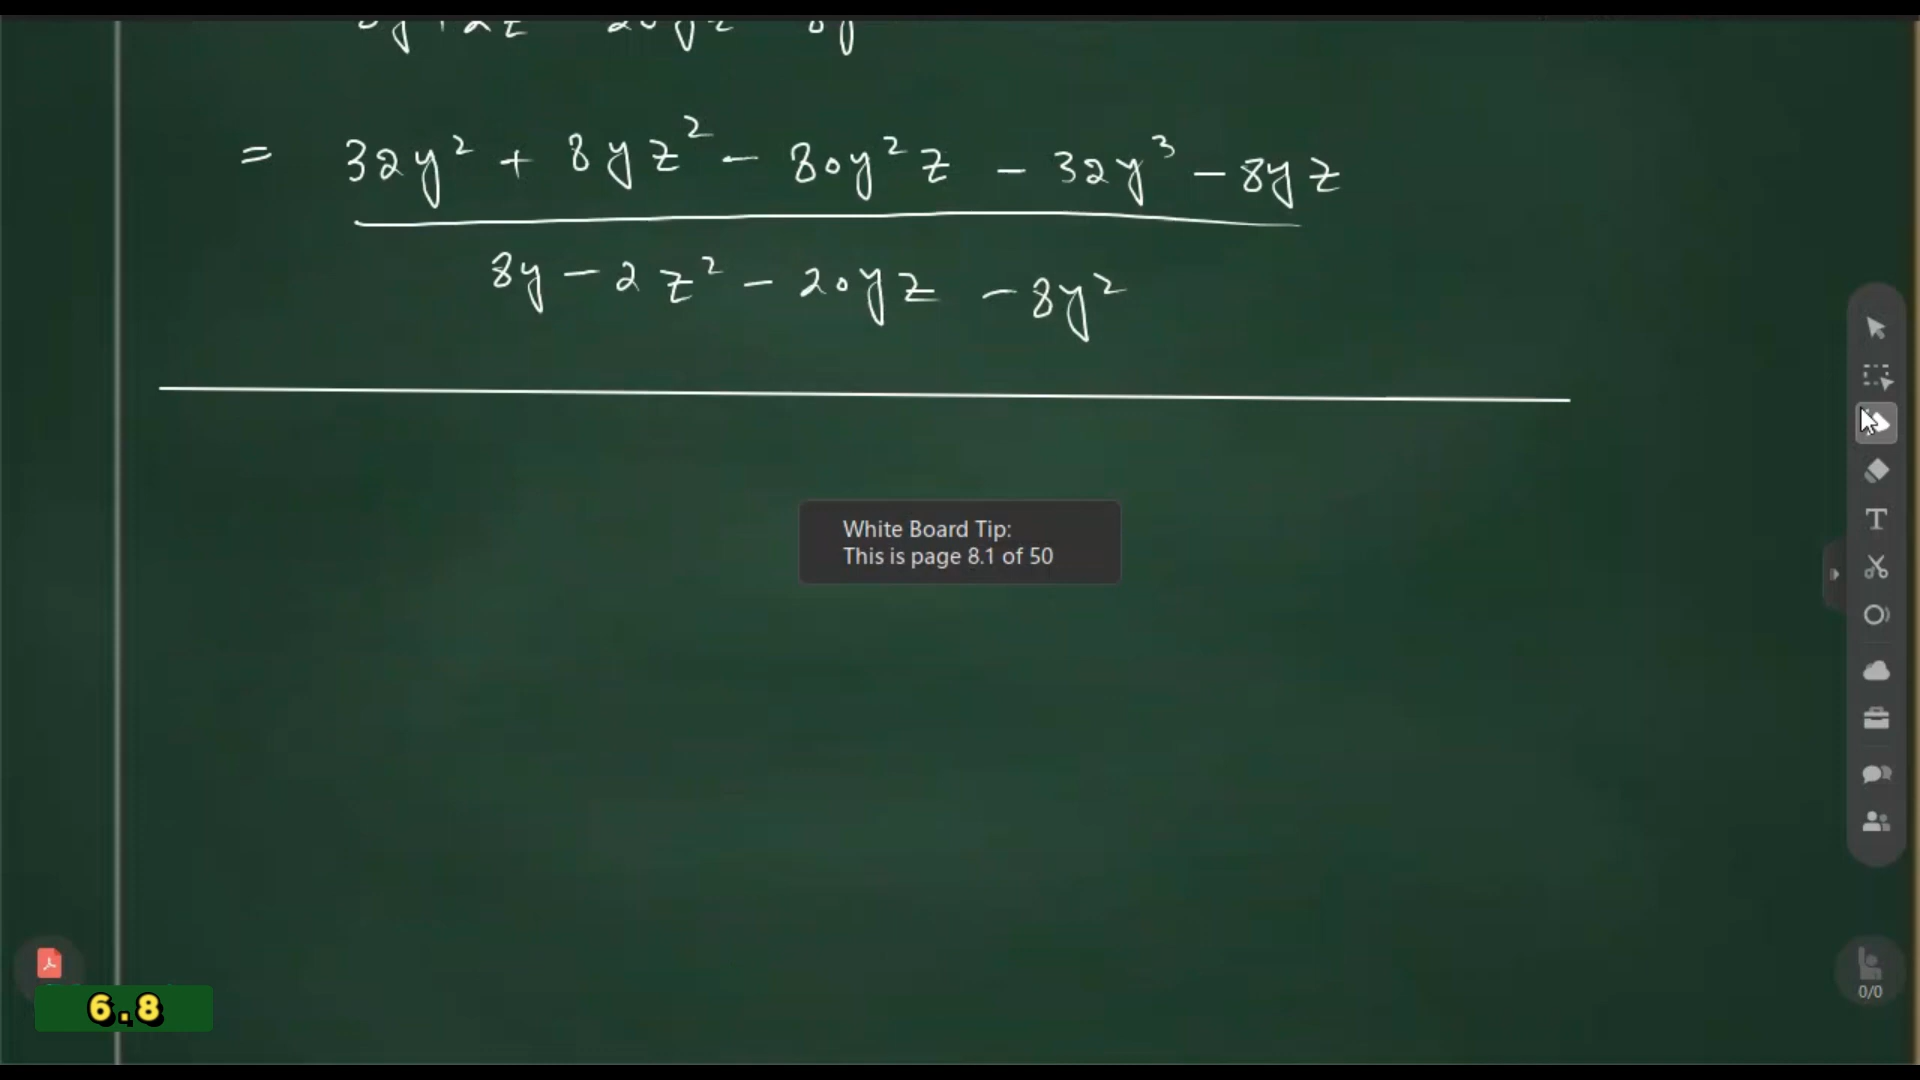 = 32y² + 8yz² - 80y²z - 32y³ - 8yz
8y - 2z² - 20yz - 8y²
White Board Tip:
This is page 8.1 of 50
T
0/0
6.8